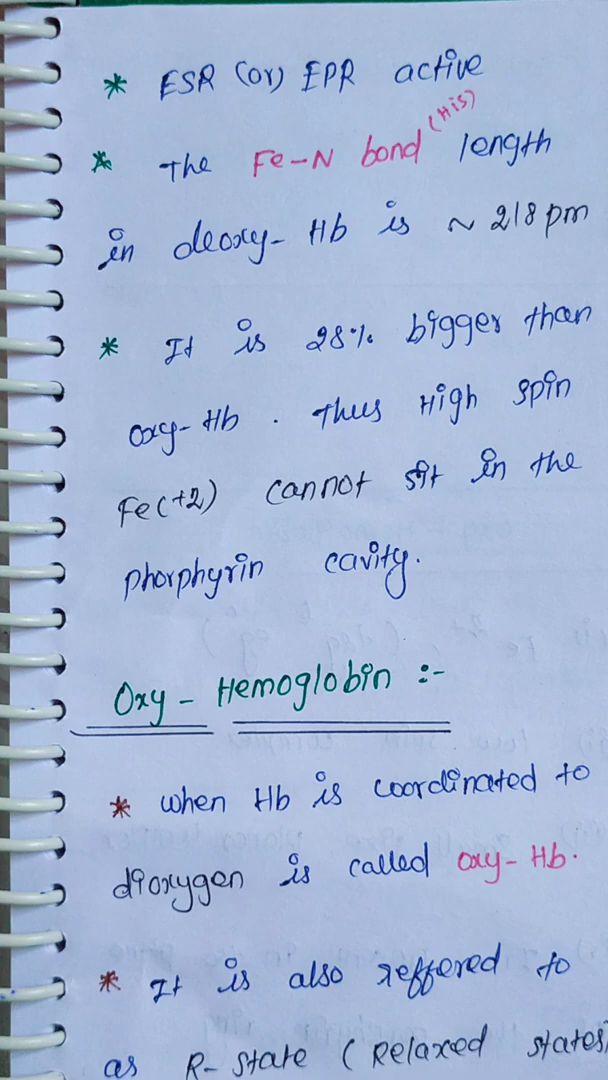 * ESR (or) EPR active
* The Fe-N bond (His) length
in deoxy-Hb is ~ 218 pm
* It is 28% bigger than
oxy-Hb. Thus High spin
Fe(+2) cannot sit in the
phorphyrin cavity.
Oxy-Hemoglobin :-
* when Hb is coordinated to
dioxygen is called oxy-Hb.
* It is also reffered to
as R-state (Relaxed states)